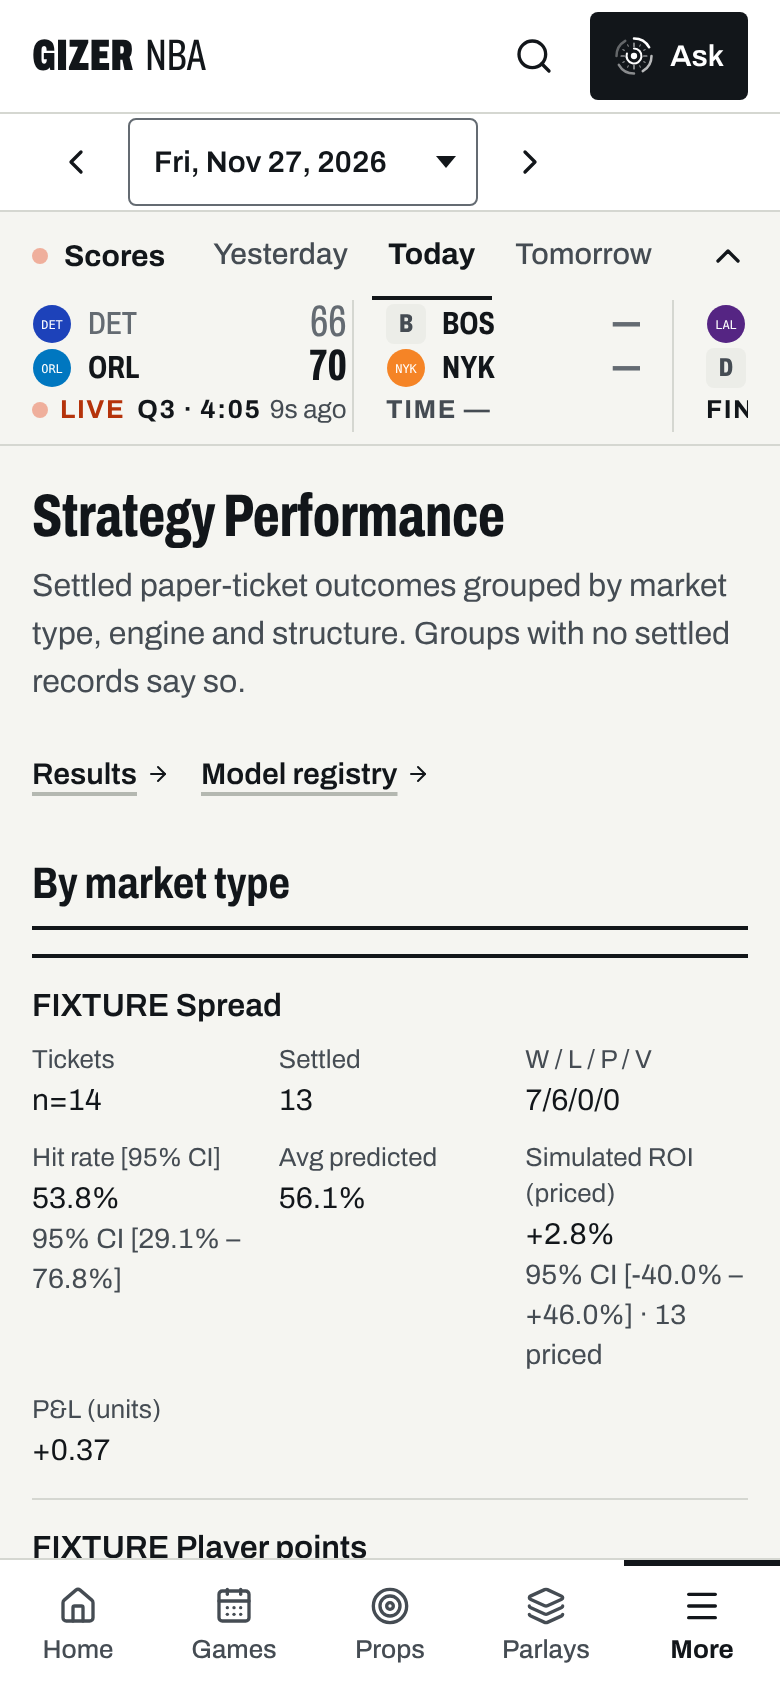 GIZER NBA
Ask
Fri, Nov 27, 2026
Scores Yesterday Today Tomorrow
DET DET 66
ORL ORL 70
LIVE Q3 · 4:05 9s ago
B BOS —
NYK NYK —
TIME —
LAL
D
FIN
Strategy Performance
Settled paper-ticket outcomes grouped by market
type, engine and structure. Groups with no settled
records say so.
Results → Model registry →
By market type
FIXTURE Spread
Tickets Settled W / L / P / V
n=14 13 7/6/0/0
Hit rate [95% CI]
53.8%
95% CI [29.1% –
76.8%]
Avg predicted
56.1%
Simulated ROI
(priced)
+2.8%
95% CI [-40.0% –
+46.0%] · 13
priced
P&L (units)
+0.37
FIXTURE Player points
Home Games Props Parlays More